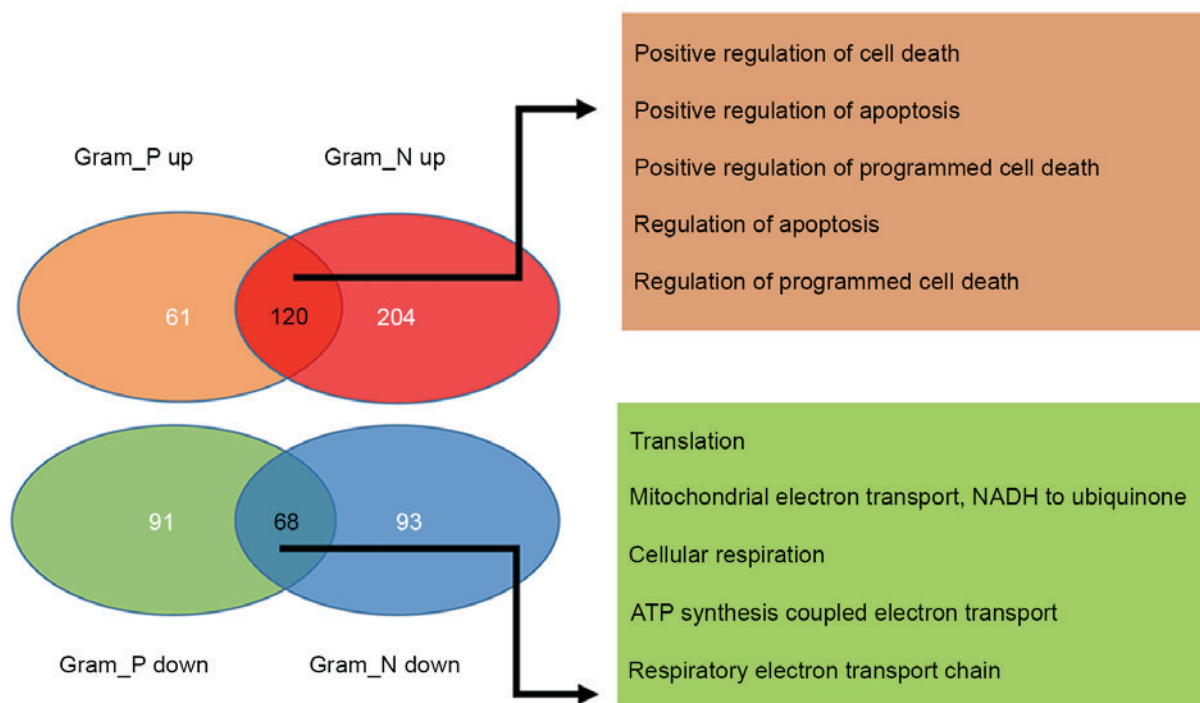 Gram_P up
Gram_N up
61
120
204
Positive regulation of cell death
Positive regulation of apoptosis
Positive regulation of programmed cell death
Regulation of apoptosis
Regulation of programmed cell death
91
68
93
Gram_P down
Gram_N down
Translation
Mitochondrial electron transport, NADH to ubiquinone
Cellular respiration
ATP synthesis coupled electron transport
Respiratory electron transport chain